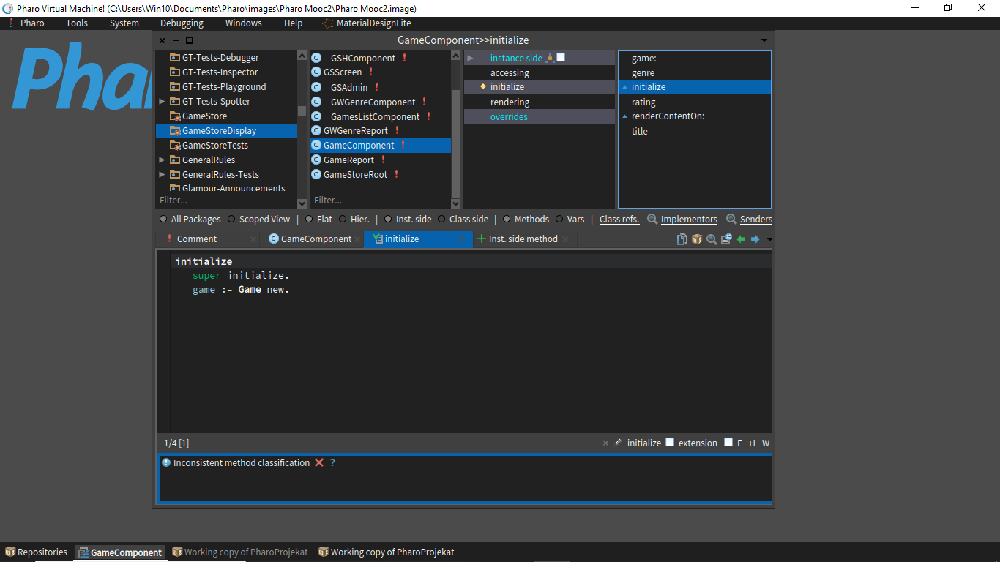 Pharo Virtual Machine! (C:\Users\Win10\Documents\Pharo\images\Pharo Mooc2\Pharo Mooc2.image)
Pharo Tools System Debugging Windows Help MaterialDesignLite
Phar
GameComponent>>initialize
GT-Tests-Debugger
GT-Tests-Inspector
GT-Tests-Playground
GT-Tests-Spotter
GameStore
GameStoreDisplay
GameStoreTests
GeneralRules
GeneralRules-Tests
Glamour-Announcements
Filter...
GSHComponent
GSScreen
GSAdmin
GWGenreComponent
GamesListComponent
GWGenreReport
GameComponent
GameReport
GameStoreRoot
Filter...
instance side
accessing
initialize
rendering
overrides
game:
genre
initialize
rating
renderContentOn:
title
All Packages Scoped View | Flat Hier. | Inst. side Class side | Methods Vars Class refs. Implementors Senders
Comment GameComponent initialize Inst. side method
initialize
super initialize.
game := Game new.
1/4 [1] initialize extension F +L W
Inconsistent method classification ?
Repositories GameComponent Working copy of PharoProjekat Working copy of PharoProjekat